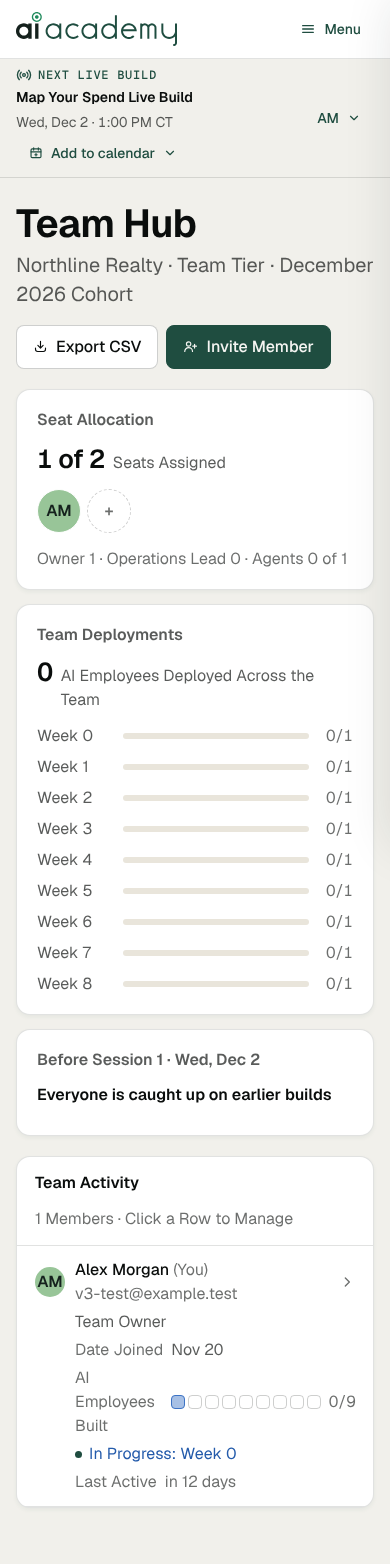 ai academy
Menu
NEXT LIVE BUILD
Map Your Spend Live Build
Wed, Dec 2 · 1:00 PM CT
AM
Add to calendar
Team Hub
Northline Realty · Team Tier · December
2026 Cohort
Export CSV
Invite Member
Seat Allocation
1 of 2 Seats Assigned
AM +
Owner 1 · Operations Lead 0 · Agents 0 of 1
Team Deployments
0 AI Employees Deployed Across the
Team
Week 0 0/1
Week 1 0/1
Week 2 0/1
Week 3 0/1
Week 4 0/1
Week 5 0/1
Week 6 0/1
Week 7 0/1
Week 8 0/1
Before Session 1 · Wed, Dec 2
Everyone is caught up on earlier builds
Team Activity
1 Members · Click a Row to Manage
AM Alex Morgan (You)
v3-test@example.test
Team Owner
Date Joined Nov 20
AI
Employees 0/9
Built
In Progress: Week 0
Last Active in 12 days